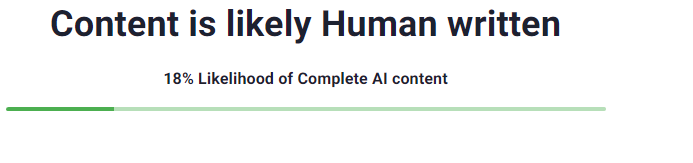 Content is likely Human written
18% Likelihood of Complete AI content